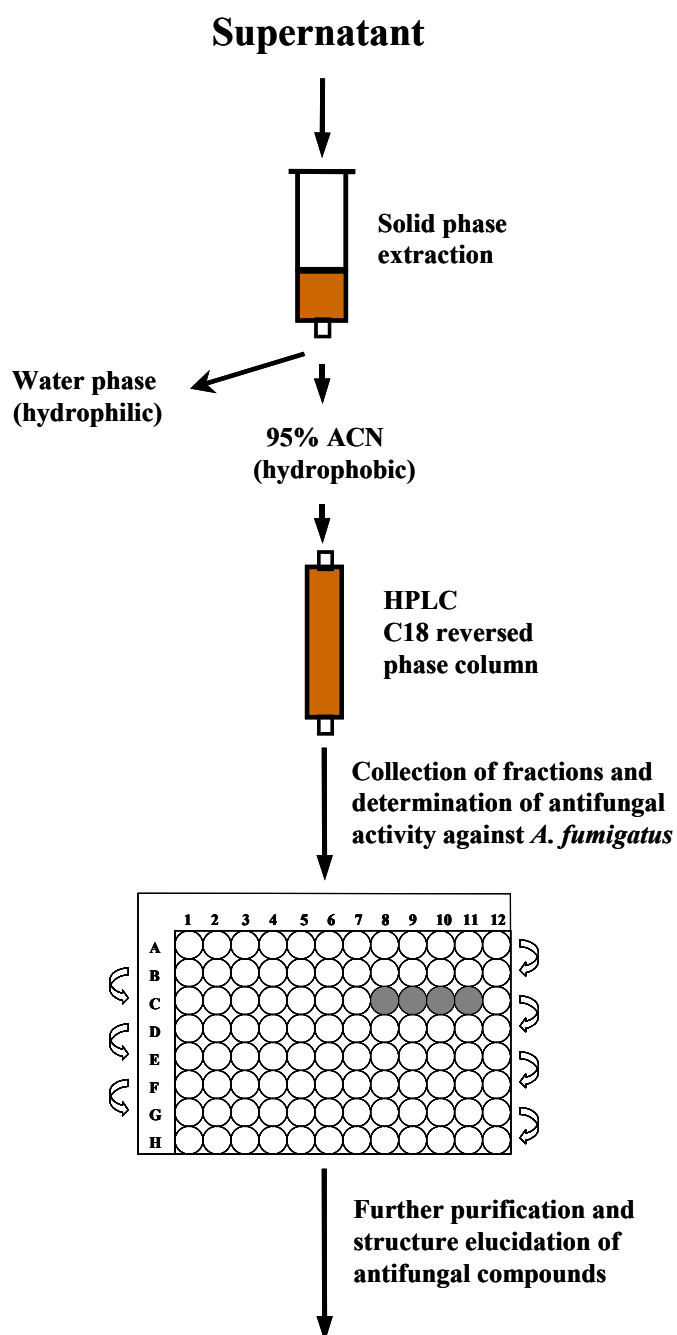 Supernatant
Solid phase
extraction
Water phase
(hydrophilic)
95% ACN
(hydrophobic)
HPLC
C18 reversed
phase column
Collection of fractions and
determination of antifungal
activity against A. fumigatus
1 2 3 4 5 6 7 8 9 10 11 12
A
B
C
D
E
F
G
H
Further purification and
structure elucidation of
antifungal compounds